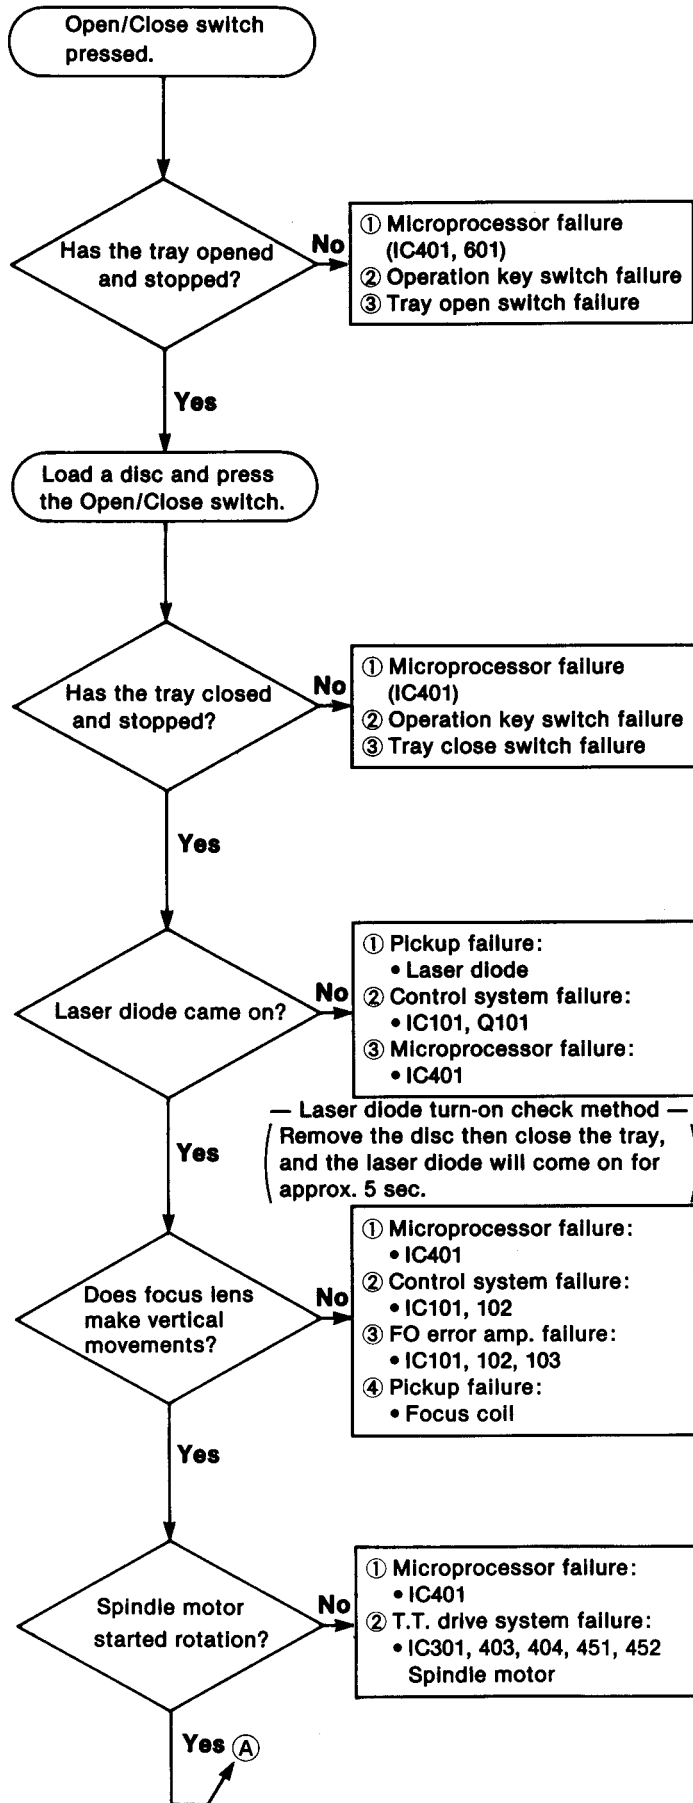 Open/Close switch
pressed.
Has the tray opened
and stopped?
No
① Microprocessor failure
(IC401, 601)
② Operation key switch failure
③ Tray open switch failure
Yes
Load a disc and press
the Open/Close switch.
Has the tray closed
and stopped?
No
① Microprocessor failure
(IC401)
② Operation key switch failure
③ Tray close switch failure
Yes
Laser diode came on?
No
① Pickup failure:
• Laser diode
② Control system failure:
• IC101, Q101
③ Microprocessor failure:
• IC401
— Laser diode turn-on check method —
Remove the disc then close the tray,
and the laser diode will come on for
approx. 5 sec.
Yes
Does focus lens
make vertical
movements?
No
① Microprocessor failure:
• IC401
② Control system failure:
• IC101, 102
③ FO error amp. failure:
• IC101, 102, 103
④ Pickup failure:
• Focus coil
Yes
Spindle motor
started rotation?
No
① Microprocessor failure:
• IC401
② T.T. drive system failure:
• IC301, 403, 404, 451, 452
Spindle motor
Yes Ⓐ